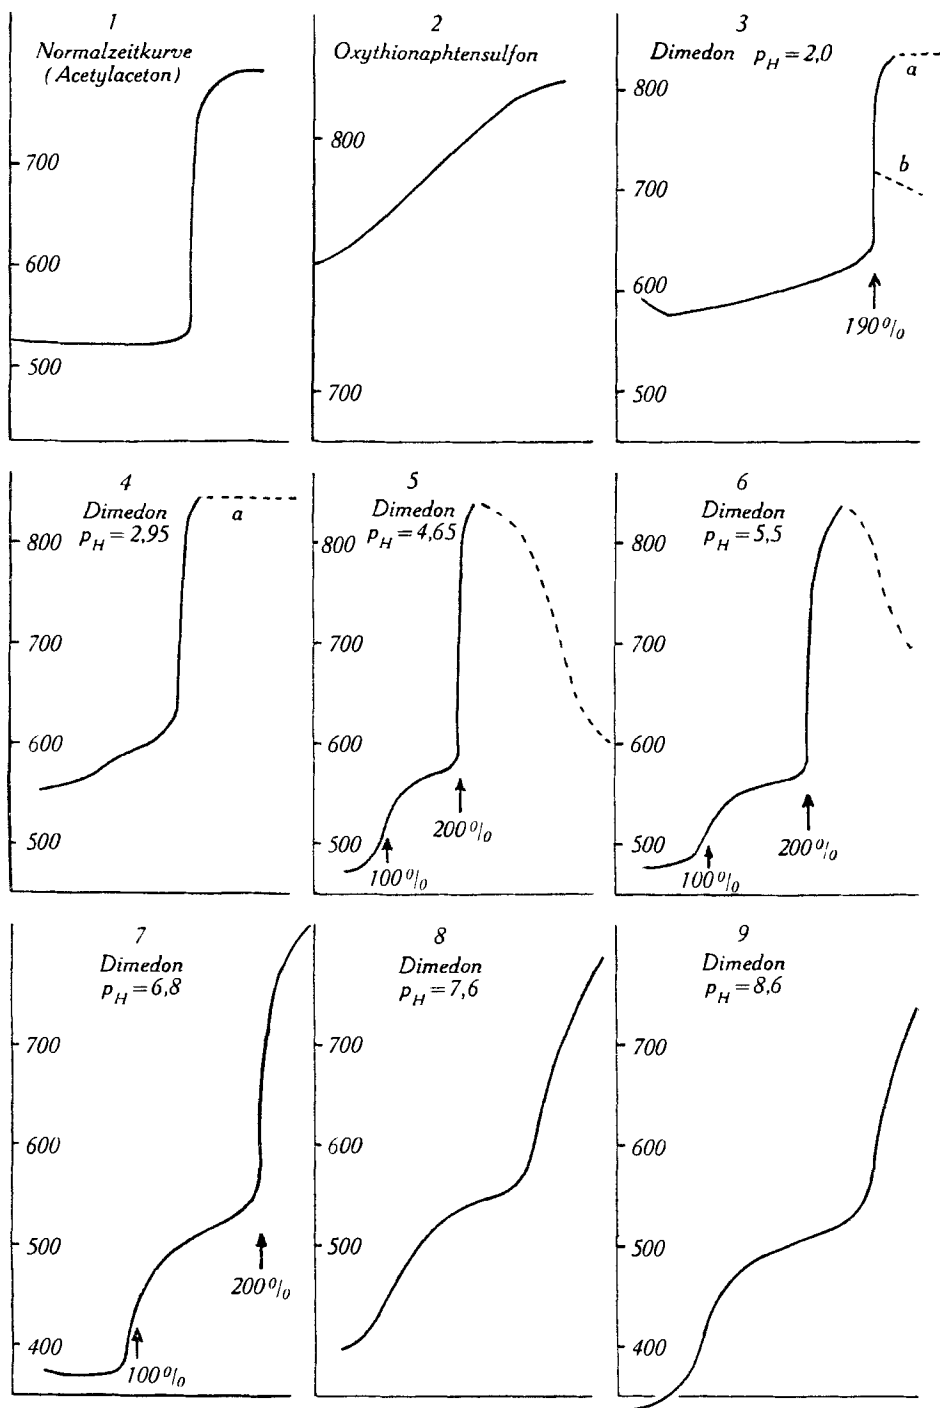 1
Normalzeitkurve
(Acetylaceton)
700
600
500
2
Oxythionaphtensulfon
800
700
3
Dimedon pH = 2,0
800
a
b
700
600
190%
500
4
Dimedon
pH = 2,95
a
800
700
600
500
5
Dimedon
pH = 4,65
800
700
600
500
200%
100%
6
Dimedon
pH = 5,5
800
700
600
500
200%
100%
7
Dimedon
pH = 6,8
700
600
500
200%
400
100%
8
Dimedon
pH = 7,6
700
600
500
400
9
Dimedon
pH = 8,6
700
600
500
400